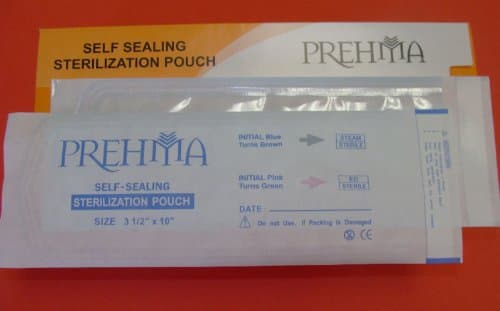 SELF SEALING
STERILIZATION POUCH
PREHMA
PREHMA
SELF-SEALING
STERILIZATION POUCH
SIZE 3 1/2" x 10"
INITIAL Blue
Turns Brown
STEAM
STERILE
INITIAL Pink
Turns Green
EO
STERILE
DATE:
Do not Use, if Packing is Damaged
CE